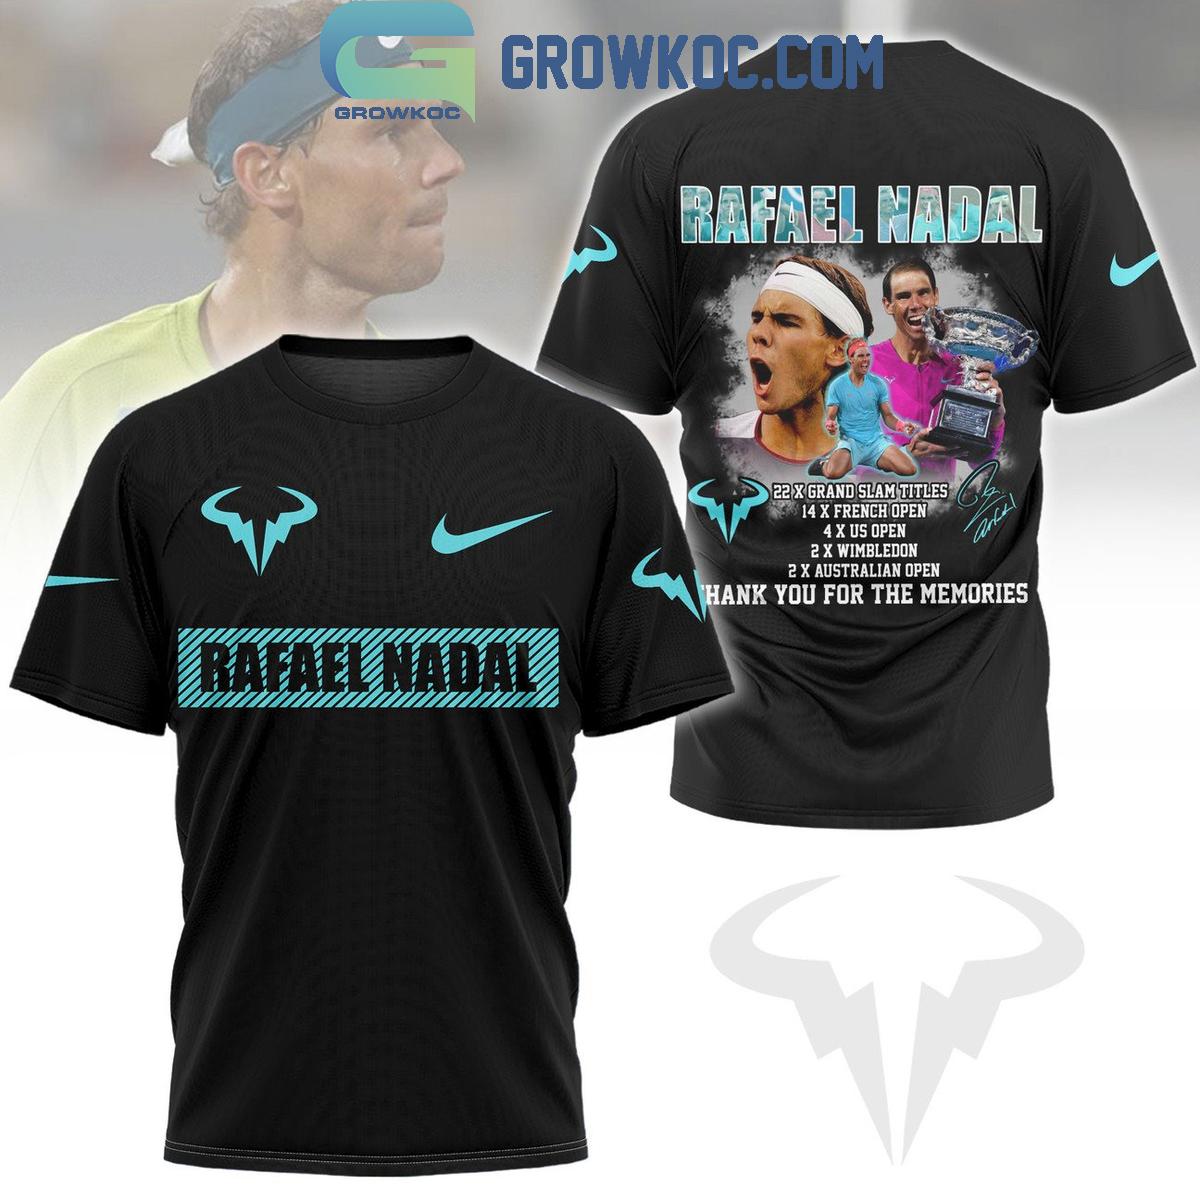 GROWKOC
GROWKOC.COM
RAFAEL NADAL
22 X GRAND SLAM TITLES
14 X FRENCH OPEN
4 X US OPEN
2 X WIMBLEDON
2 X AUSTRALIAN OPEN
HANK YOU FOR THE MEMORIES
RAFAEL NADAL